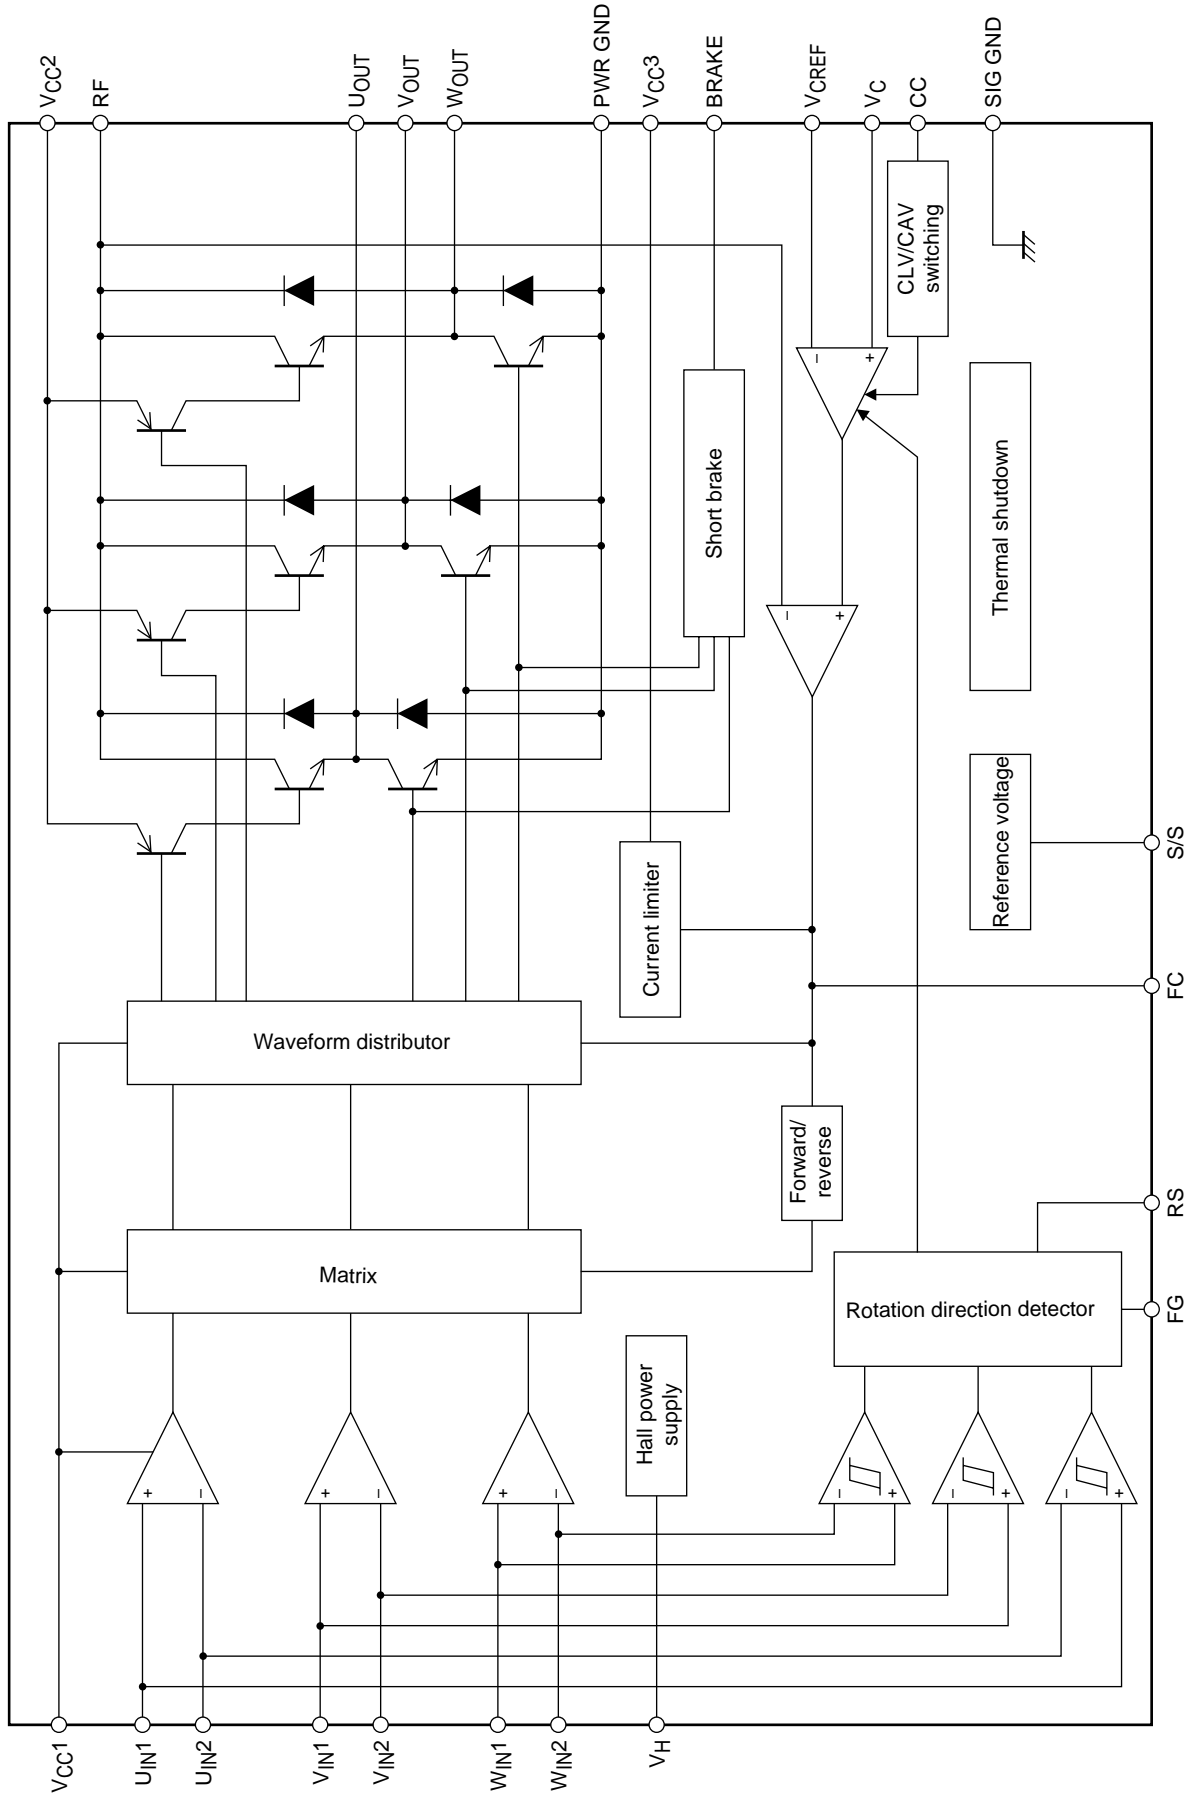 VCC2
RF
UOUT
VOUT
WOUT
PWR GND
VCC3
BRAKE
VCREF
VC
CC
SIG GND
CLV/CAV
switching
Short brake
Thermal shutdown
Reference voltage
Current limiter
Waveform distributor
Forward/
reverse
Matrix
Rotation direction detector
Hall power
supply
S/S
FC
RS
FG
VCC1
UIN1
UIN2
VIN1
VIN2
WIN1
WIN2
VH